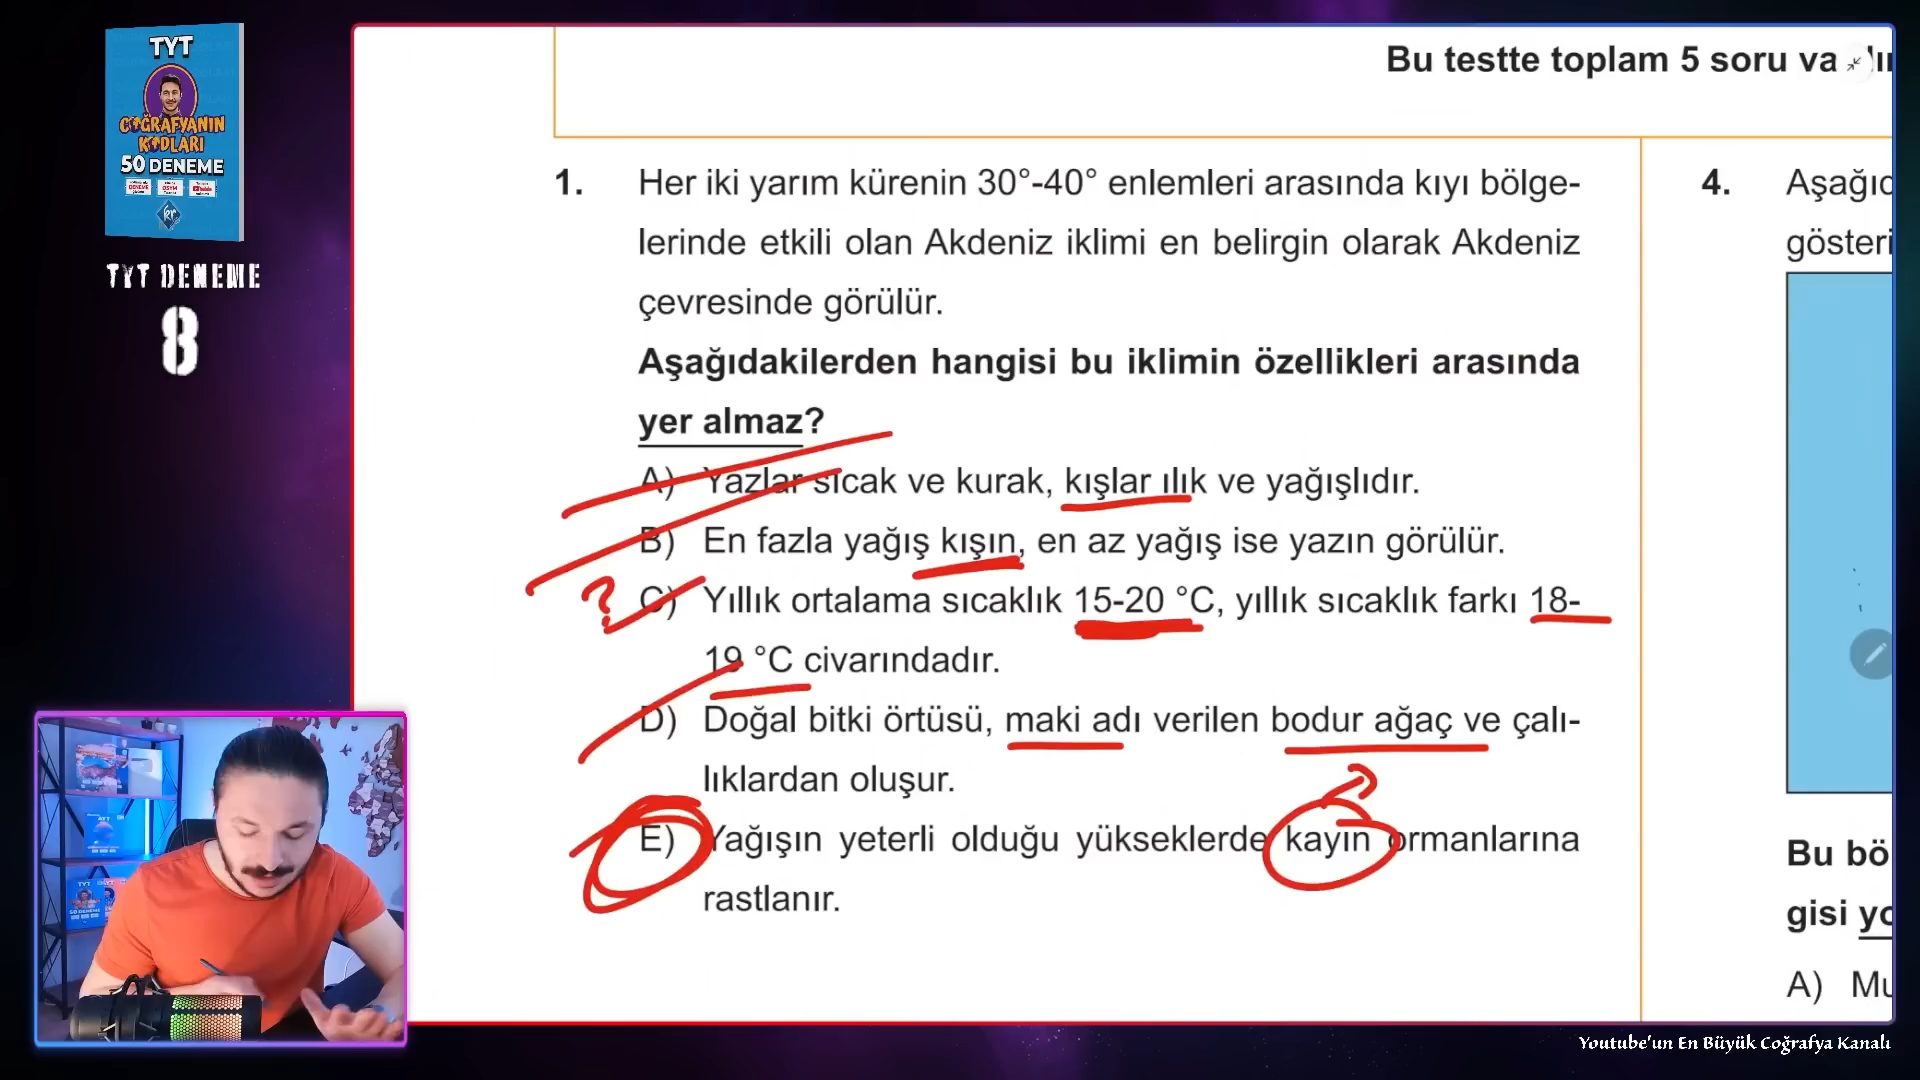 TYT
COĞRAFYANIN
KODLARI
50 DENEME
TYT DENEME
8
Bu testte toplam 5 soru va
1. Her iki yarım kürenin 30°-40° enlemleri arasında kıyı bölge-
lerinde etkili olan Akdeniz iklimi en belirgin olarak Akdeniz
çevresinde görülür.
Aşağıdakilerden hangisi bu iklimin özellikleri arasında
yer almaz?
A) Yazlar sıcak ve kurak, kışlar ılık ve yağışlıdır.
B) En fazla yağış kışın, en az yağış ise yazın görülür.
? C) Yıllık ortalama sıcaklık 15-20 °C, yıllık sıcaklık farkı 18-
19 °C civarındadır.
D) Doğal bitki örtüsü, maki adı verilen bodur ağaç ve çalı-
lıklardan oluşur.
E) Yağışın yeterli olduğu yükseklerde kayın ormanlarına
rastlanır.
4. Aşağıd
gösteri
Bu bö
gisi yo
A) Mu
Youtube'un En Büyük Coğrafya Kanalı